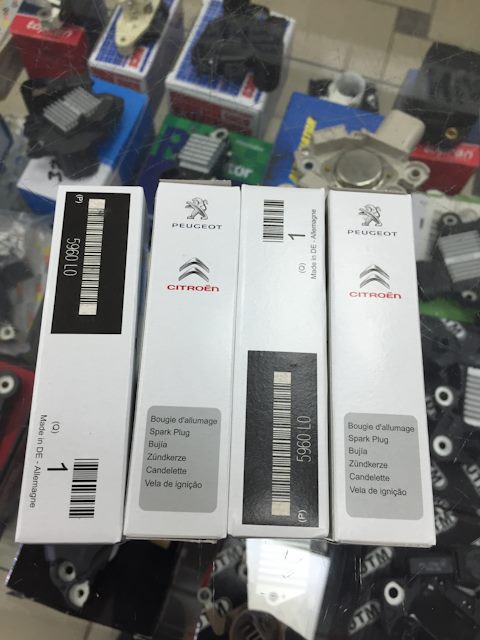 (P)
5960 L0
(Q)
1
Made in DE - Allemagne
PEUGEOT
CITROËN
Bougie d'allumage
Spark Plug
Bujía
Zündkerze
Candelette
Vela de ignição
1
(Q)
Made in DE - Allemagne
5960 L0
(P)
PEUGEOT
CITROËN
Bougie d'allumage
Spark Plug
Bujía
Zündkerze
Candelette
Vela de ignição
JTM
JTM